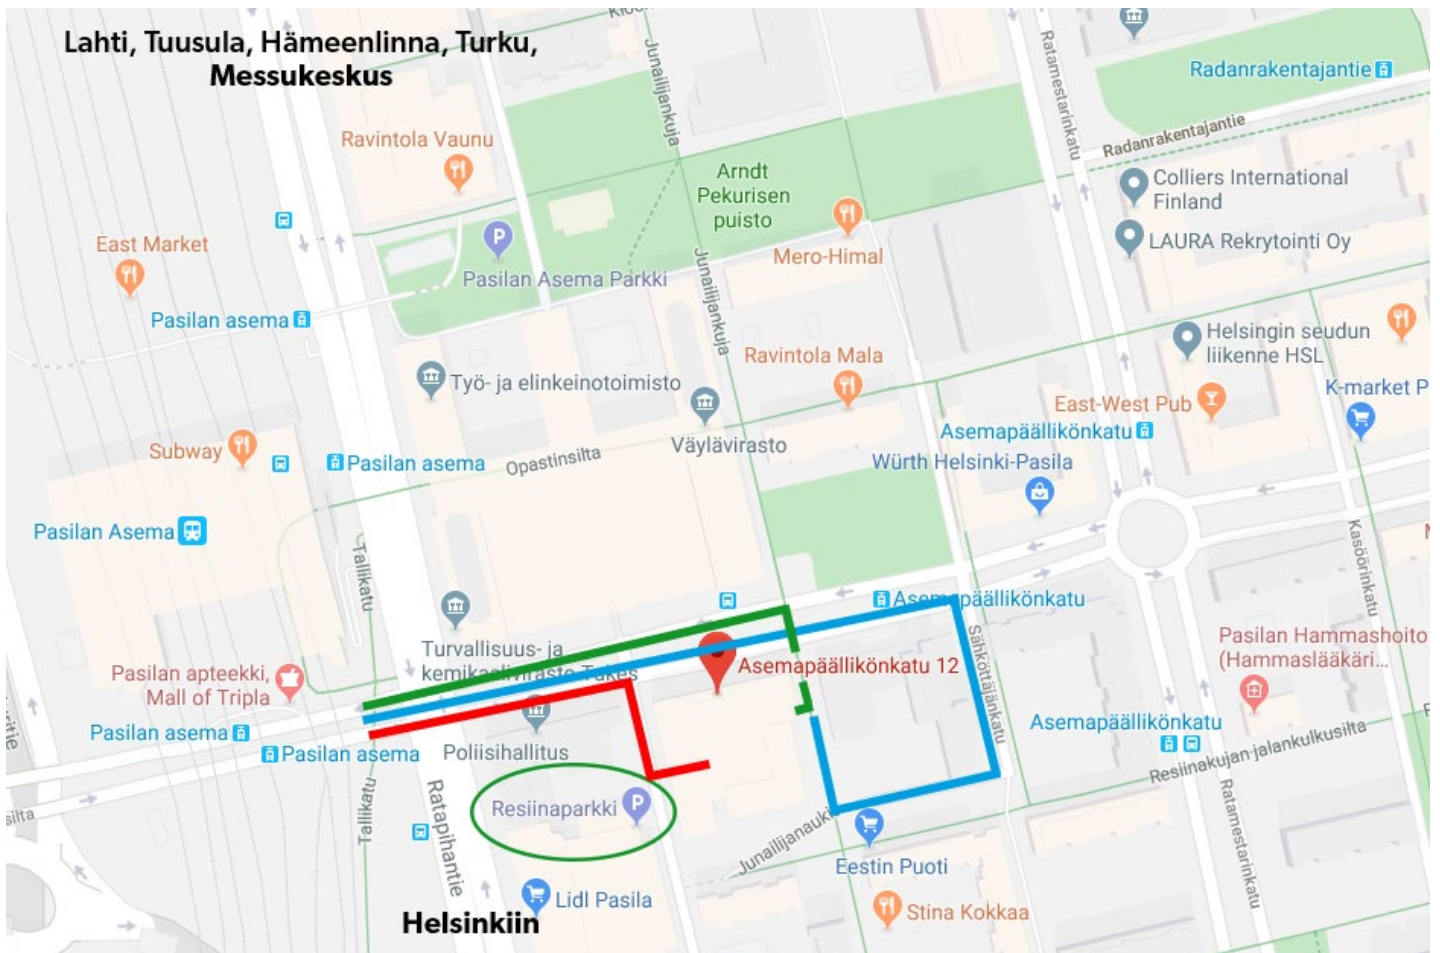 Lahti, Tuusula, Hämeenlinna, Turku,
Messukeskus
Junailijankuja
Ratamestarinkatu
Radanrakentajantie
Radanrakentajantie
Ravintola Vaunu
Arndt
Pekurisen
puisto
Colliers International
Finland
LAURA Rekrytointi Oy
East Market
Mero-Himal
P
Pasilan Asema Parkki
Junailijankuja
Pasilan asema
Helsingin seudun
liikenne HSL
Ravintola Mala
Työ- ja elinkeinotoimisto
K-market P
East-West Pub
Väylävirasto
Asemapäällikönkatu
Subway
Pasilan asema
Opastinsilta
Würth Helsinki-Pasila
Pasilan Asema
Tallikatu
Kasöörinkatu
Asemapäällikönkatu
Turvallisuus- ja
kemikaalivirasto Tukes
Sähköttäjänkatu
Pasilan Hammashoito
(Hammaslääkäri...
Pasilan apteekki,
Mall of Tripla
Asemapäällikönkatu 12
Pasilan asema
Pasilan asema
Poliisihallitus
Asemapäällikönkatu
Resiinakujan jalankulkusilta
Resiinaparkki
P
silta
Tallikatu
Ratapihantie
Junailijanauki
Ratamestarinkatu
Eestin Puoti
Lidl Pasila
Stina Kokkaa
Helsinkiin